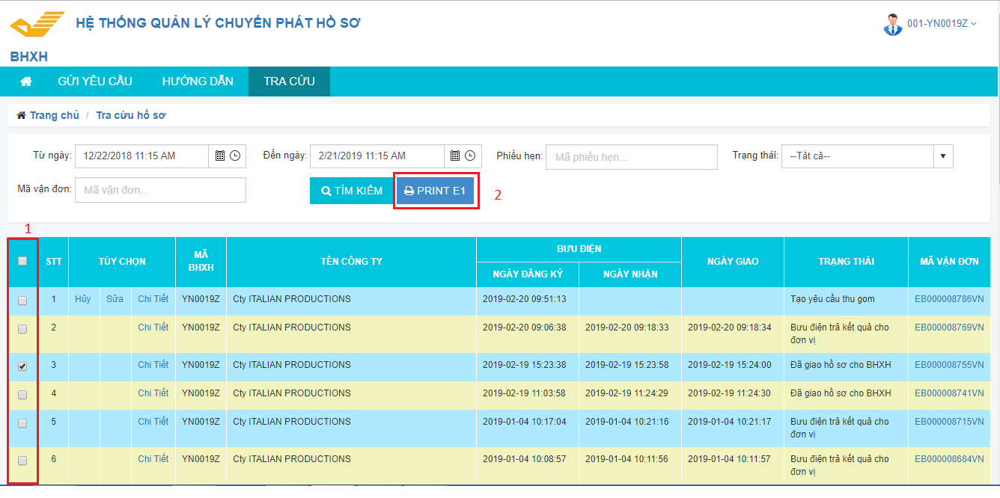 HỆ THỐNG QUẢN LÝ CHUYỂN PHÁT HỒ SƠ
001-YN0019Z
BHXH
GỬI YÊU CẦU HƯỚNG DẪN TRA CỨU
Trang chủ / Tra cứu hồ sơ
Từ ngày: 12/22/2018 11:15 AM Đến ngày: 2/21/2019 11:15 AM Phiếu hẹn: Mã phiếu hẹn... Trạng thái: --Tất cả--
Mã vận đơn: Mã vận đơn... TÌM KIẾM PRINT E1 2
1
STT TÙY CHỌN MÃ BHXH TÊN CÔNG TY BƯU ĐIỆN NGÀY GIAO TRẠNG THÁI MÃ VẬN ĐƠN
NGÀY ĐĂNG KÝ NGÀY NHẬN
1 Hủy Sửa Chi Tiết YN0019Z Cty ITALIAN PRODUCTIONS 2019-02-20 09:51:13 Tạo yêu cầu thu gom EB000008786VN
2 Chi Tiết YN0019Z Cty ITALIAN PRODUCTIONS 2019-02-20 09:06:38 2019-02-20 09:18:33 2019-02-20 09:18:34 Bưu điện trả kết quả cho EB000008769VN
đơn vị
3 Chi Tiết YN0019Z Cty ITALIAN PRODUCTIONS 2019-02-19 15:23:38 2019-02-19 15:23:58 2019-02-19 15:24:00 Đã giao hồ sơ cho BHXH EB000008755VN
4 Chi Tiết YN0019Z Cty ITALIAN PRODUCTIONS 2019-02-19 11:03:58 2019-02-19 11:24:29 2019-02-19 11:24:30 Đã giao hồ sơ cho BHXH EB000008741VN
5 Chi Tiết YN0019Z Cty ITALIAN PRODUCTIONS 2019-01-04 10:17:04 2019-01-04 10:21:16 2019-01-04 10:21:17 Bưu điện trả kết quả cho EB000008715VN
đơn vị
6 Chi Tiết YN0019Z Cty ITALIAN PRODUCTIONS 2019-01-04 10:08:57 2019-01-04 10:11:56 2019-01-04 10:11:57 Bưu điện trả kết quả cho EB000008684VN
đơn vị